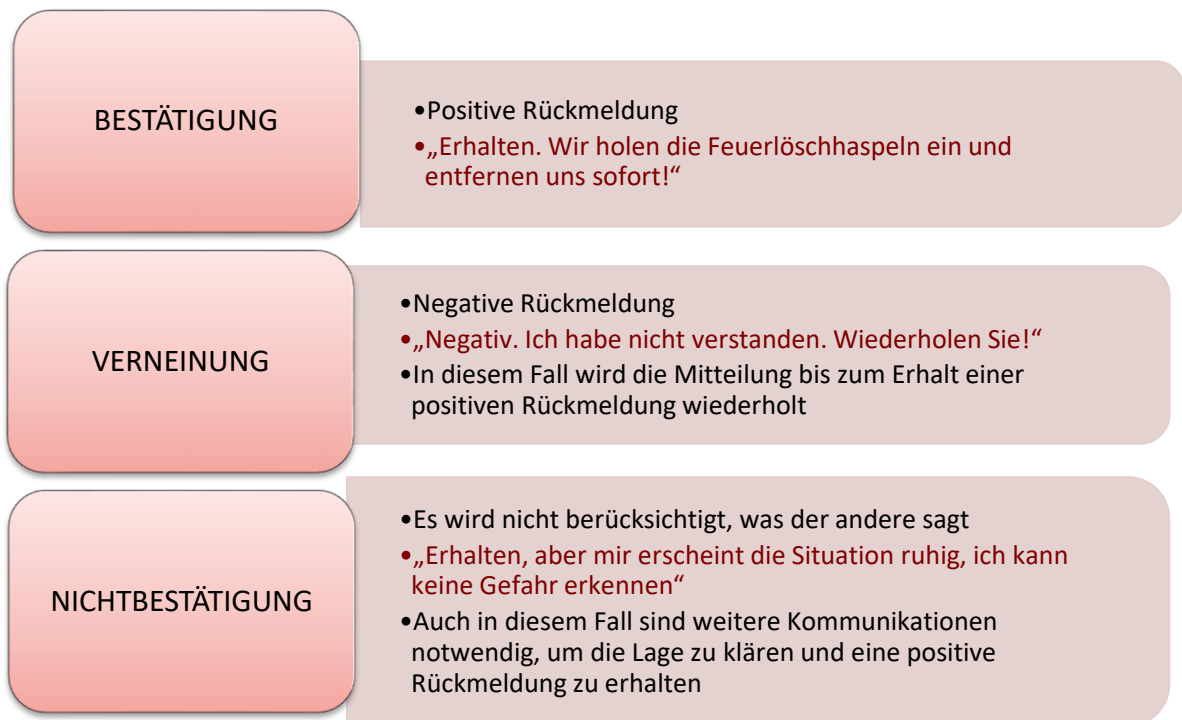 BESTÄTIGUNG
•Positive Rückmeldung
•„Erhalten. Wir holen die Feuerlöschhaspeln ein und
entfernen uns sofort!“
VERNEINUNG
•Negative Rückmeldung
•„Negativ. Ich habe nicht verstanden. Wiederholen Sie!“
•In diesem Fall wird die Mitteilung bis zum Erhalt einer
positiven Rückmeldung wiederholt
NICHTBESTÄTIGUNG
•Es wird nicht berücksichtigt, was der andere sagt
•„Erhalten, aber mir erscheint die Situation ruhig, ich kann
keine Gefahr erkennen“
•Auch in diesem Fall sind weitere Kommunikationen
notwendig, um die Lage zu klären und eine positive
Rückmeldung zu erhalten